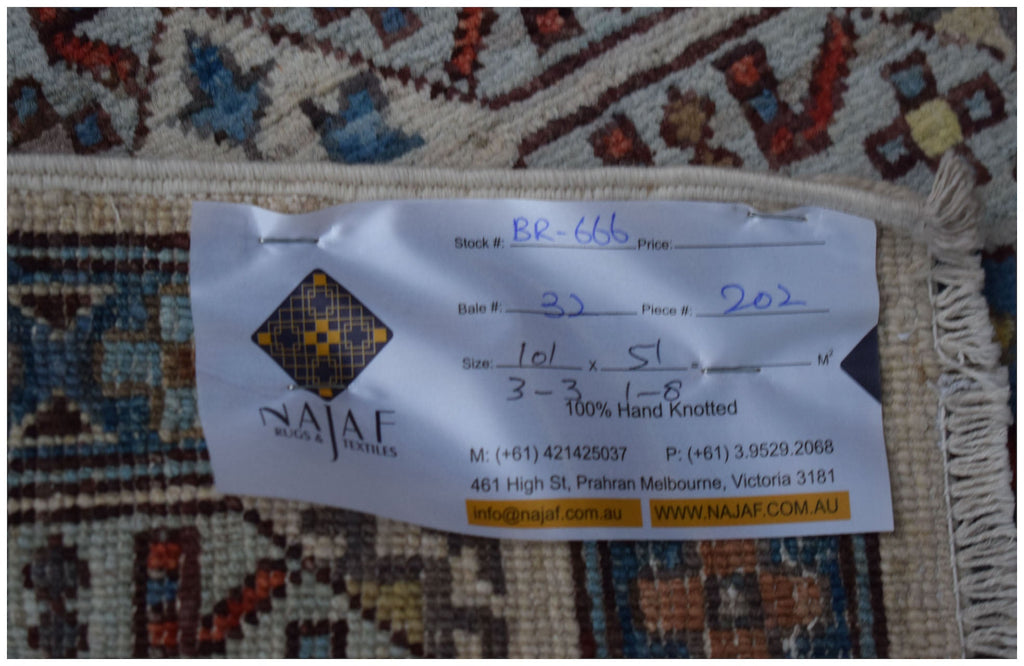 Stock #: BR-666 Price:
Bale #: 32 Piece #: 202
Size: 101 x 51 = M²
3-3 1-8
100% Hand Knotted
NAJAF
RUGS & TEXTILES
M: (+61) 421425037 P: (+61) 3.9529.2068
461 High St, Prahran Melbourne, Victoria 3181
info@najaf.com.au WWW.NAJAF.COM.AU